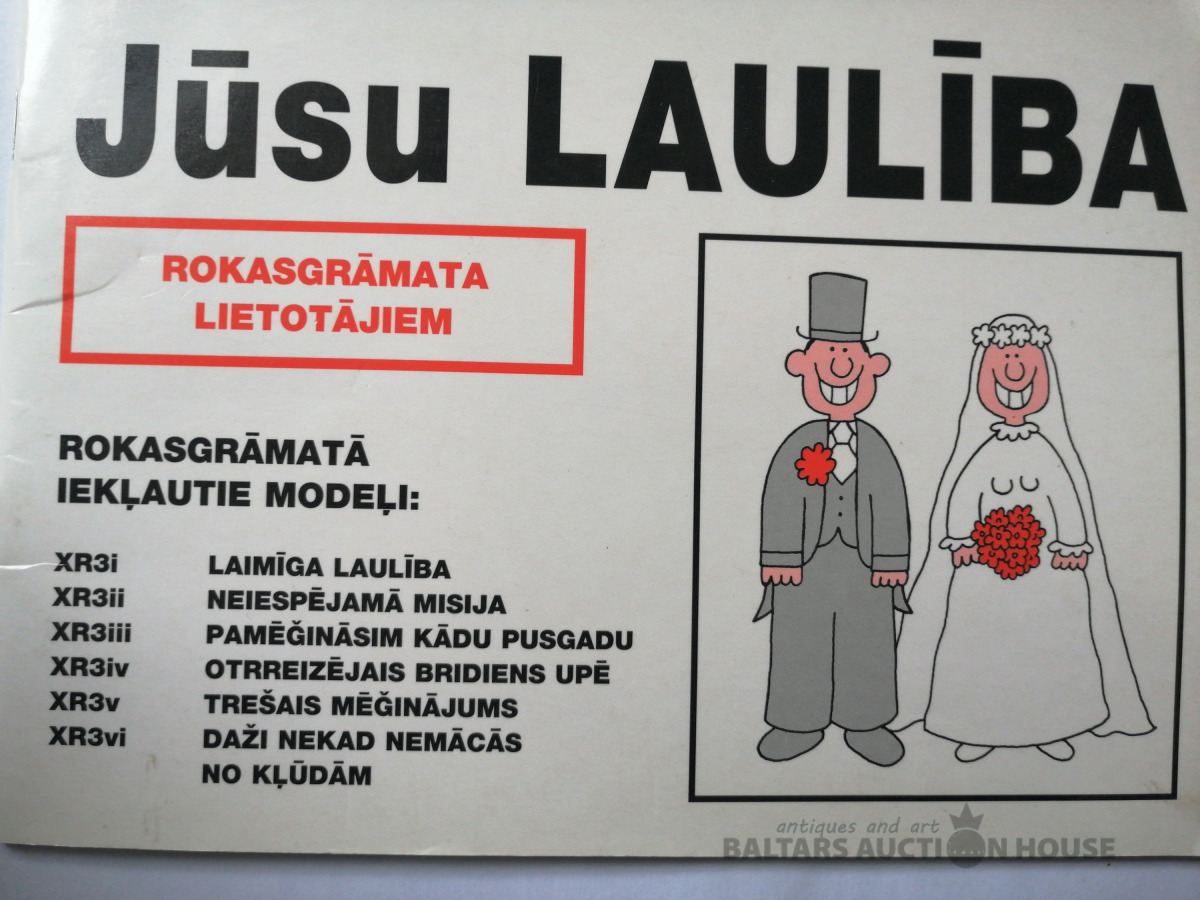 Jūsu LAULĪBA
ROKASGRĀMATA
LIETOTĀJIEM
ROKASGRĀMATĀ
IEKĻAUTIE MODEĻI:
XR3i LAIMĪGA LAULĪBA
XR3ii NEIESPĒJAMĀ MISIJA
XR3iii PAMĒĢINĀSIM KĀDU PUSGADU
XR3iv OTRREIZĒJAIS BRIDIENS UPĒ
XR3v TREŠAIS MĒĢINĀJUMS
XR3vi DAŽI NEKAD NEMĀCĀS
NO KĻŪDĀM
antiques and art
BALTARS AUCTION HOUSE